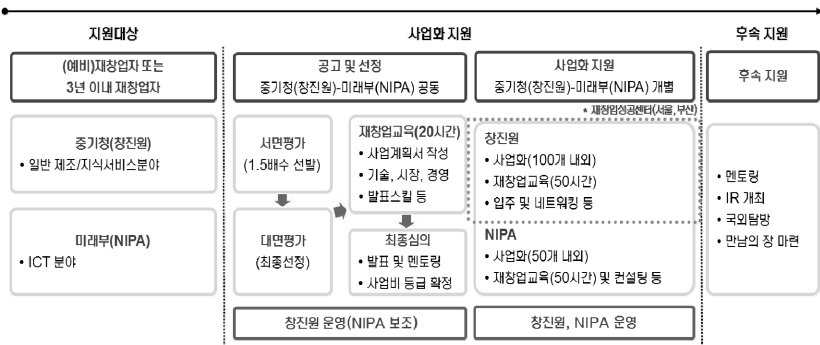 지원대상
사업화 지원
후속 지원
(예비)재창업자 또는
3년 이내 재창업자
공고 및 선정
중기청(창진원)-미래부(NIPA) 공동
사업화 지원
중기청(창진원)-미래부(NIPA) 개별
후속 지원
* 재창업성공센터(서울,부산)
중기청(창진원)
• 일반 제조/지식서비스분야
미래부(NIPA)
• ICT 분야
서면평가
(1.5배수 선발)
대면평가
(최종선정)
재창업교육(20시간)
• 사업계획서 작성
• 기술, 시장, 경영
• 발표스킬 등
최종심의
• 발표 및 멘토링
• 사업비 등급 확정
창진원
• 사업화(100개 내외)
• 재창업교육(50시간)
• 입주 및 네트워킹 등
NIPA
• 사업화(50개 내외)
• 재창업교육(50시간) 및 컨설팅 등
• 멘토링
• IR 개최
• 국외탐방
• 만남의 장 마련
창진원 운영(NIPA 보조)
창진원, NIPA 운영